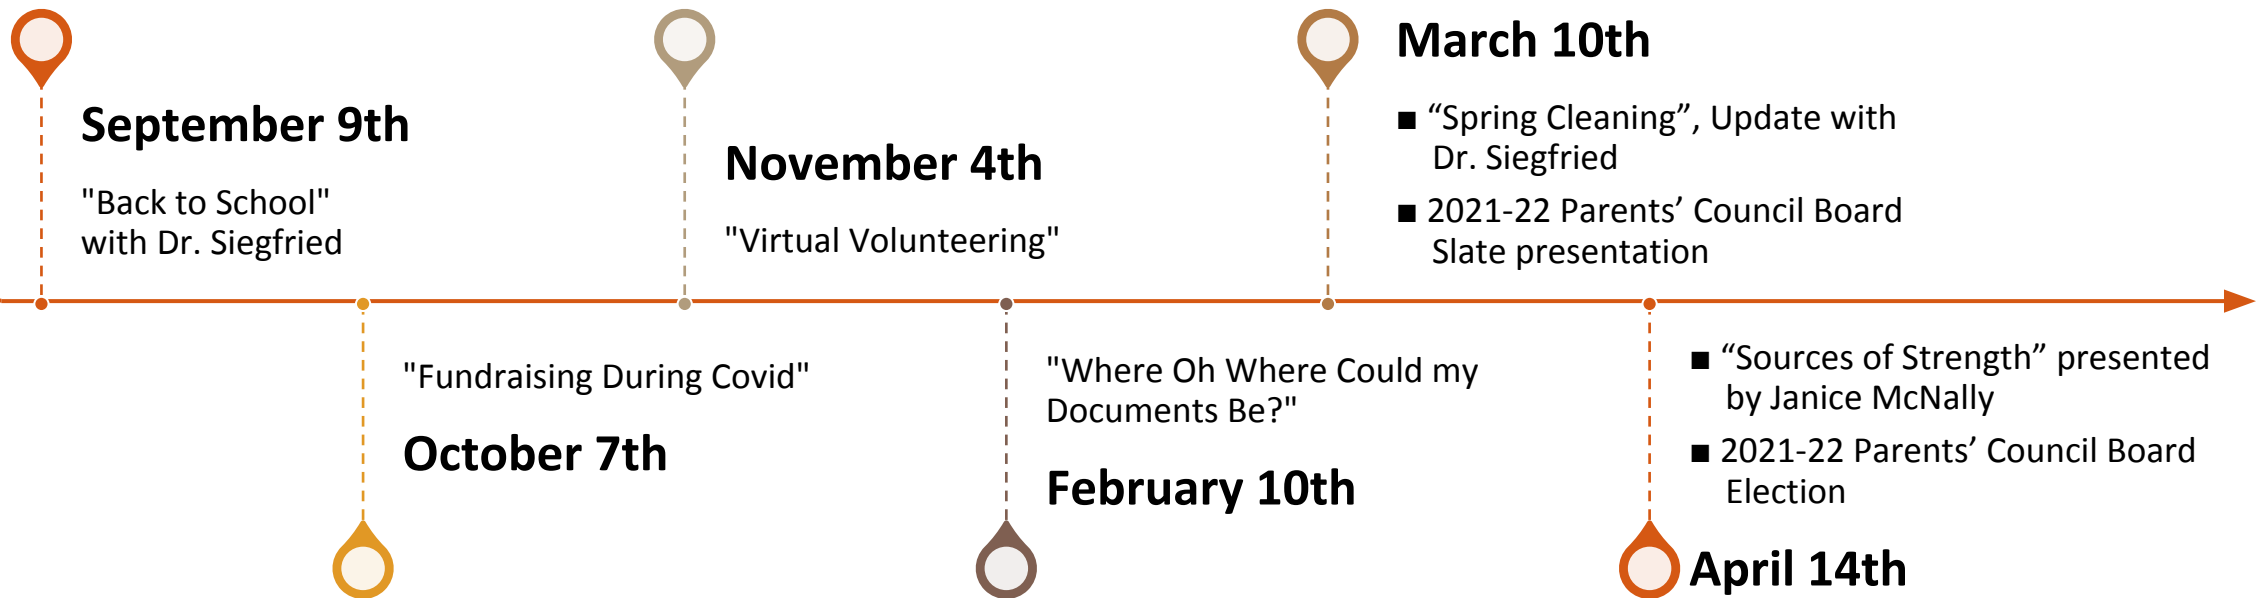 September 9th
"Back to School"
with Dr. Siegfried
"Fundraising During Covid"
October 7th
November 4th
"Virtual Volunteering"
"Where Oh Where Could my
Documents Be?"
February 10th
March 10th
■ “Spring Cleaning”, Update with
Dr. Siegfried
■ 2021-22 Parents’ Council Board
Slate presentation
■ “Sources of Strength” presented
by Janice McNally
■ 2021-22 Parents’ Council Board
Election
April 14th